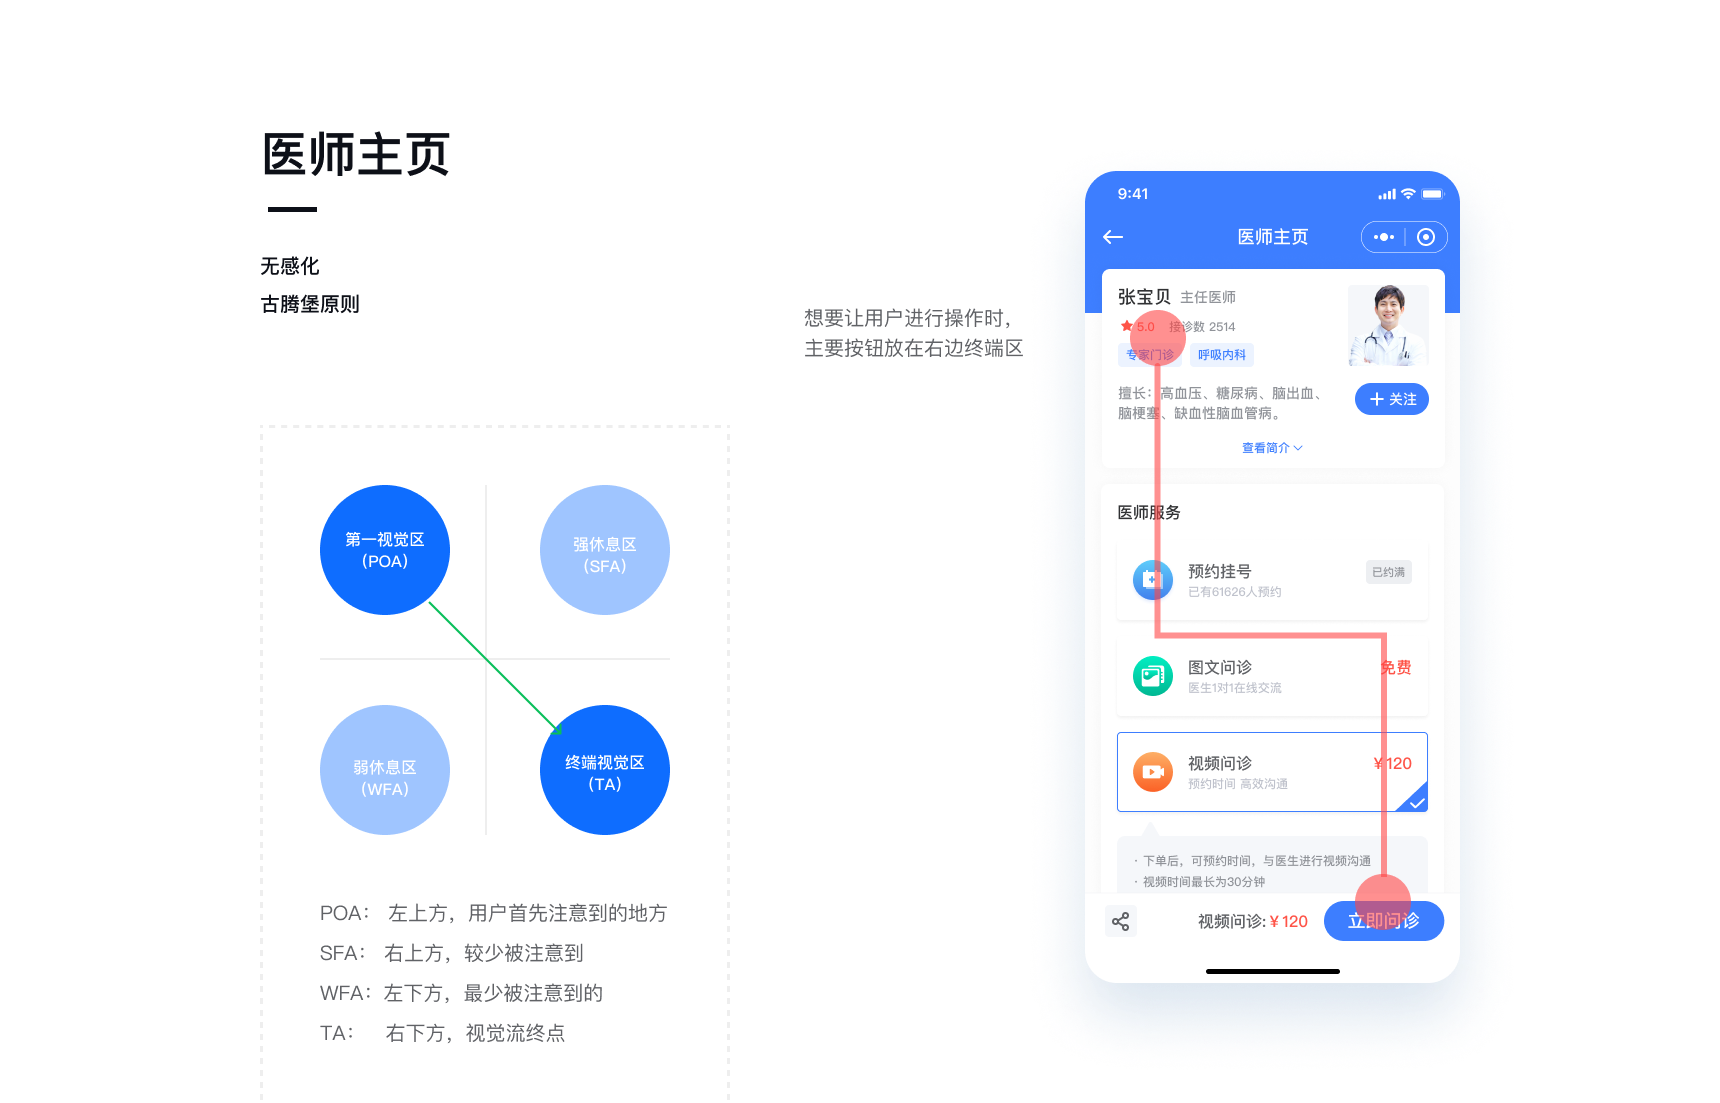 医师主页
无感化
古腾堡原则
想要让用户进行操作时，
主要按钮放在右边终端区
第一视觉区
(POA)
强休息区
(SFA)
弱休息区
(WFA)
终端视觉区
(TA)
POA： 左上方，用户首先注意到的地方
SFA： 右上方，较少被注意到
WFA： 左下方，最少被注意到的
TA： 右下方，视觉流终点
9:41
医师主页
张宝贝 主任医师
5.0 接诊数 2514
专家门诊 呼吸内科
擅长：高血压、糖尿病、脑出血、
脑梗塞、缺血性脑血管病。
关注
查看简介
医师服务
预约挂号
已有61626人预约
已约满
图文问诊
医生1对1在线交流
免费
视频问诊
预约时间 高效沟通
¥120
· 下单后，可预约时间，与医生进行视频沟通
· 视频时间最长为30分钟
视频问诊: ¥ 120
立即问诊